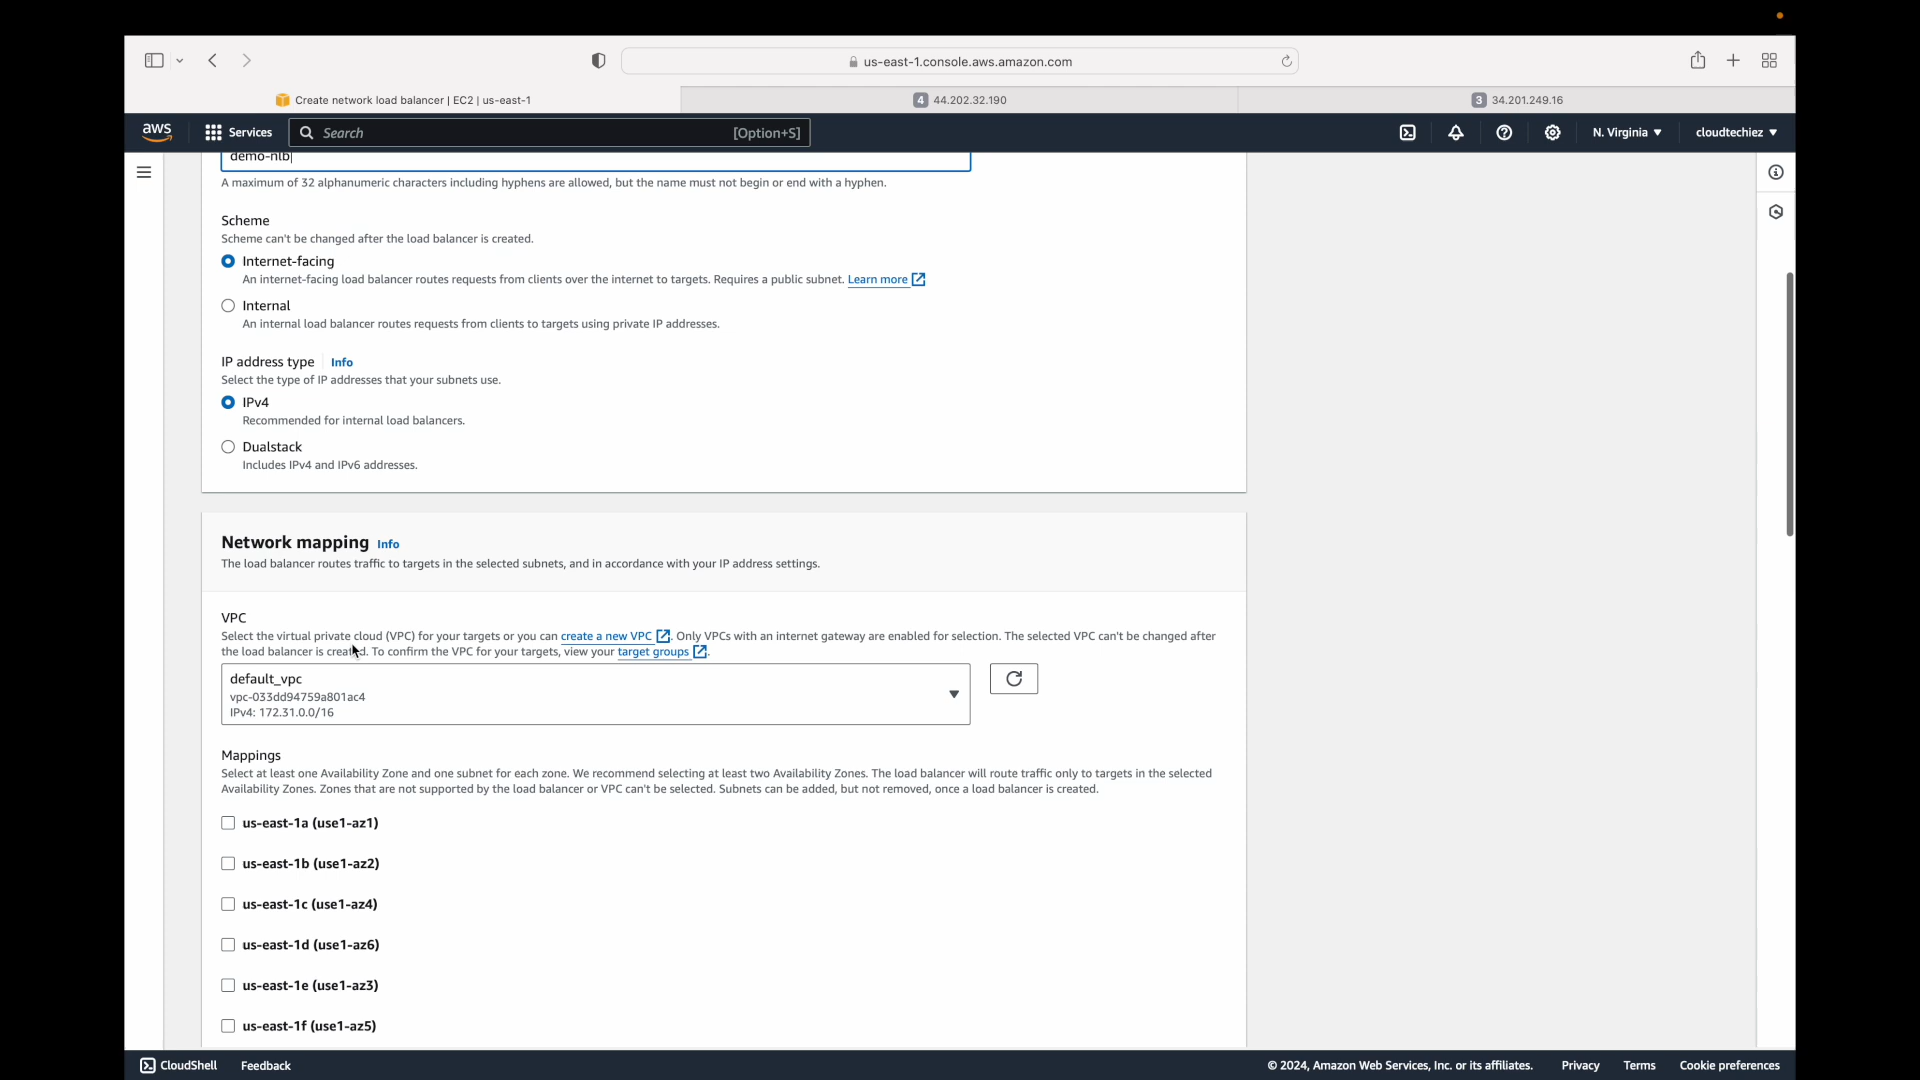 us-east-1.console.aws.amazon.com
Create network load balancer | EC2 | us-east-1
4 44.202.32.190
3 34.201.249.16
aws
Services
Search
[Option+S]
N. Virginia
cloudtechiez
demo-nlb
A maximum of 32 alphanumeric characters including hyphens are allowed, but the name must not begin or end with a hyphen.
Scheme
Scheme can't be changed after the load balancer is created.
Internet-facing
An internet-facing load balancer routes requests from clients over the internet to targets. Requires a public subnet. Learn more
Internal
An internal load balancer routes requests from clients to targets using private IP addresses.
IP address type Info
Select the type of IP addresses that your subnets use.
IPv4
Recommended for internal load balancers.
Dualstack
Includes IPv4 and IPv6 addresses.
Network mapping Info
The load balancer routes traffic to targets in the selected subnets, and in accordance with your IP address settings.
VPC
Select the virtual private cloud (VPC) for your targets or you can create a new VPC. Only VPCs with an internet gateway are enabled for selection. The selected VPC can't be changed after
the load balancer is created. To confirm the VPC for your targets, view your target groups.
default_vpc
vpc-033dd94759a801ac4
IPv4: 172.31.0.0/16
Mappings
Select at least one Availability Zone and one subnet for each zone. We recommend selecting at least two Availability Zones. The load balancer will route traffic only to targets in the selected
Availability Zones. Zones that are not supported by the load balancer or VPC can't be selected. Subnets can be added, but not removed, once a load balancer is created.
us-east-1a (use1-az1)
us-east-1b (use1-az2)
us-east-1c (use1-az4)
us-east-1d (use1-az6)
us-east-1e (use1-az3)
us-east-1f (use1-az5)
CloudShell
Feedback
© 2024, Amazon Web Services, Inc. or its affiliates.
Privacy
Terms
Cookie preferences